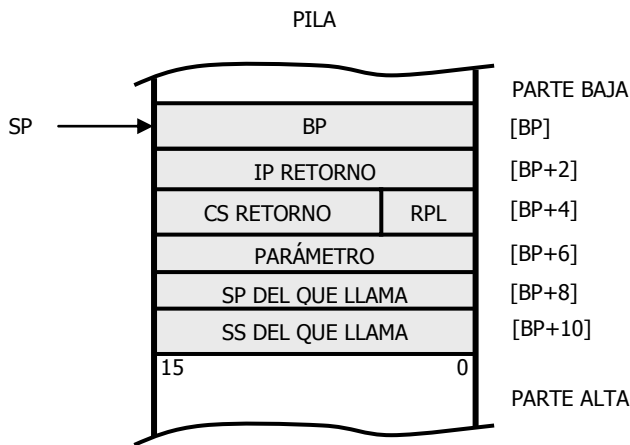 PILA
PARTE BAJA
SP BP [BP]
IP RETORNO [BP+2]
CS RETORNO RPL [BP+4]
PARÁMETRO [BP+6]
SP DEL QUE LLAMA [BP+8]
SS DEL QUE LLAMA [BP+10]
15 0
PARTE ALTA